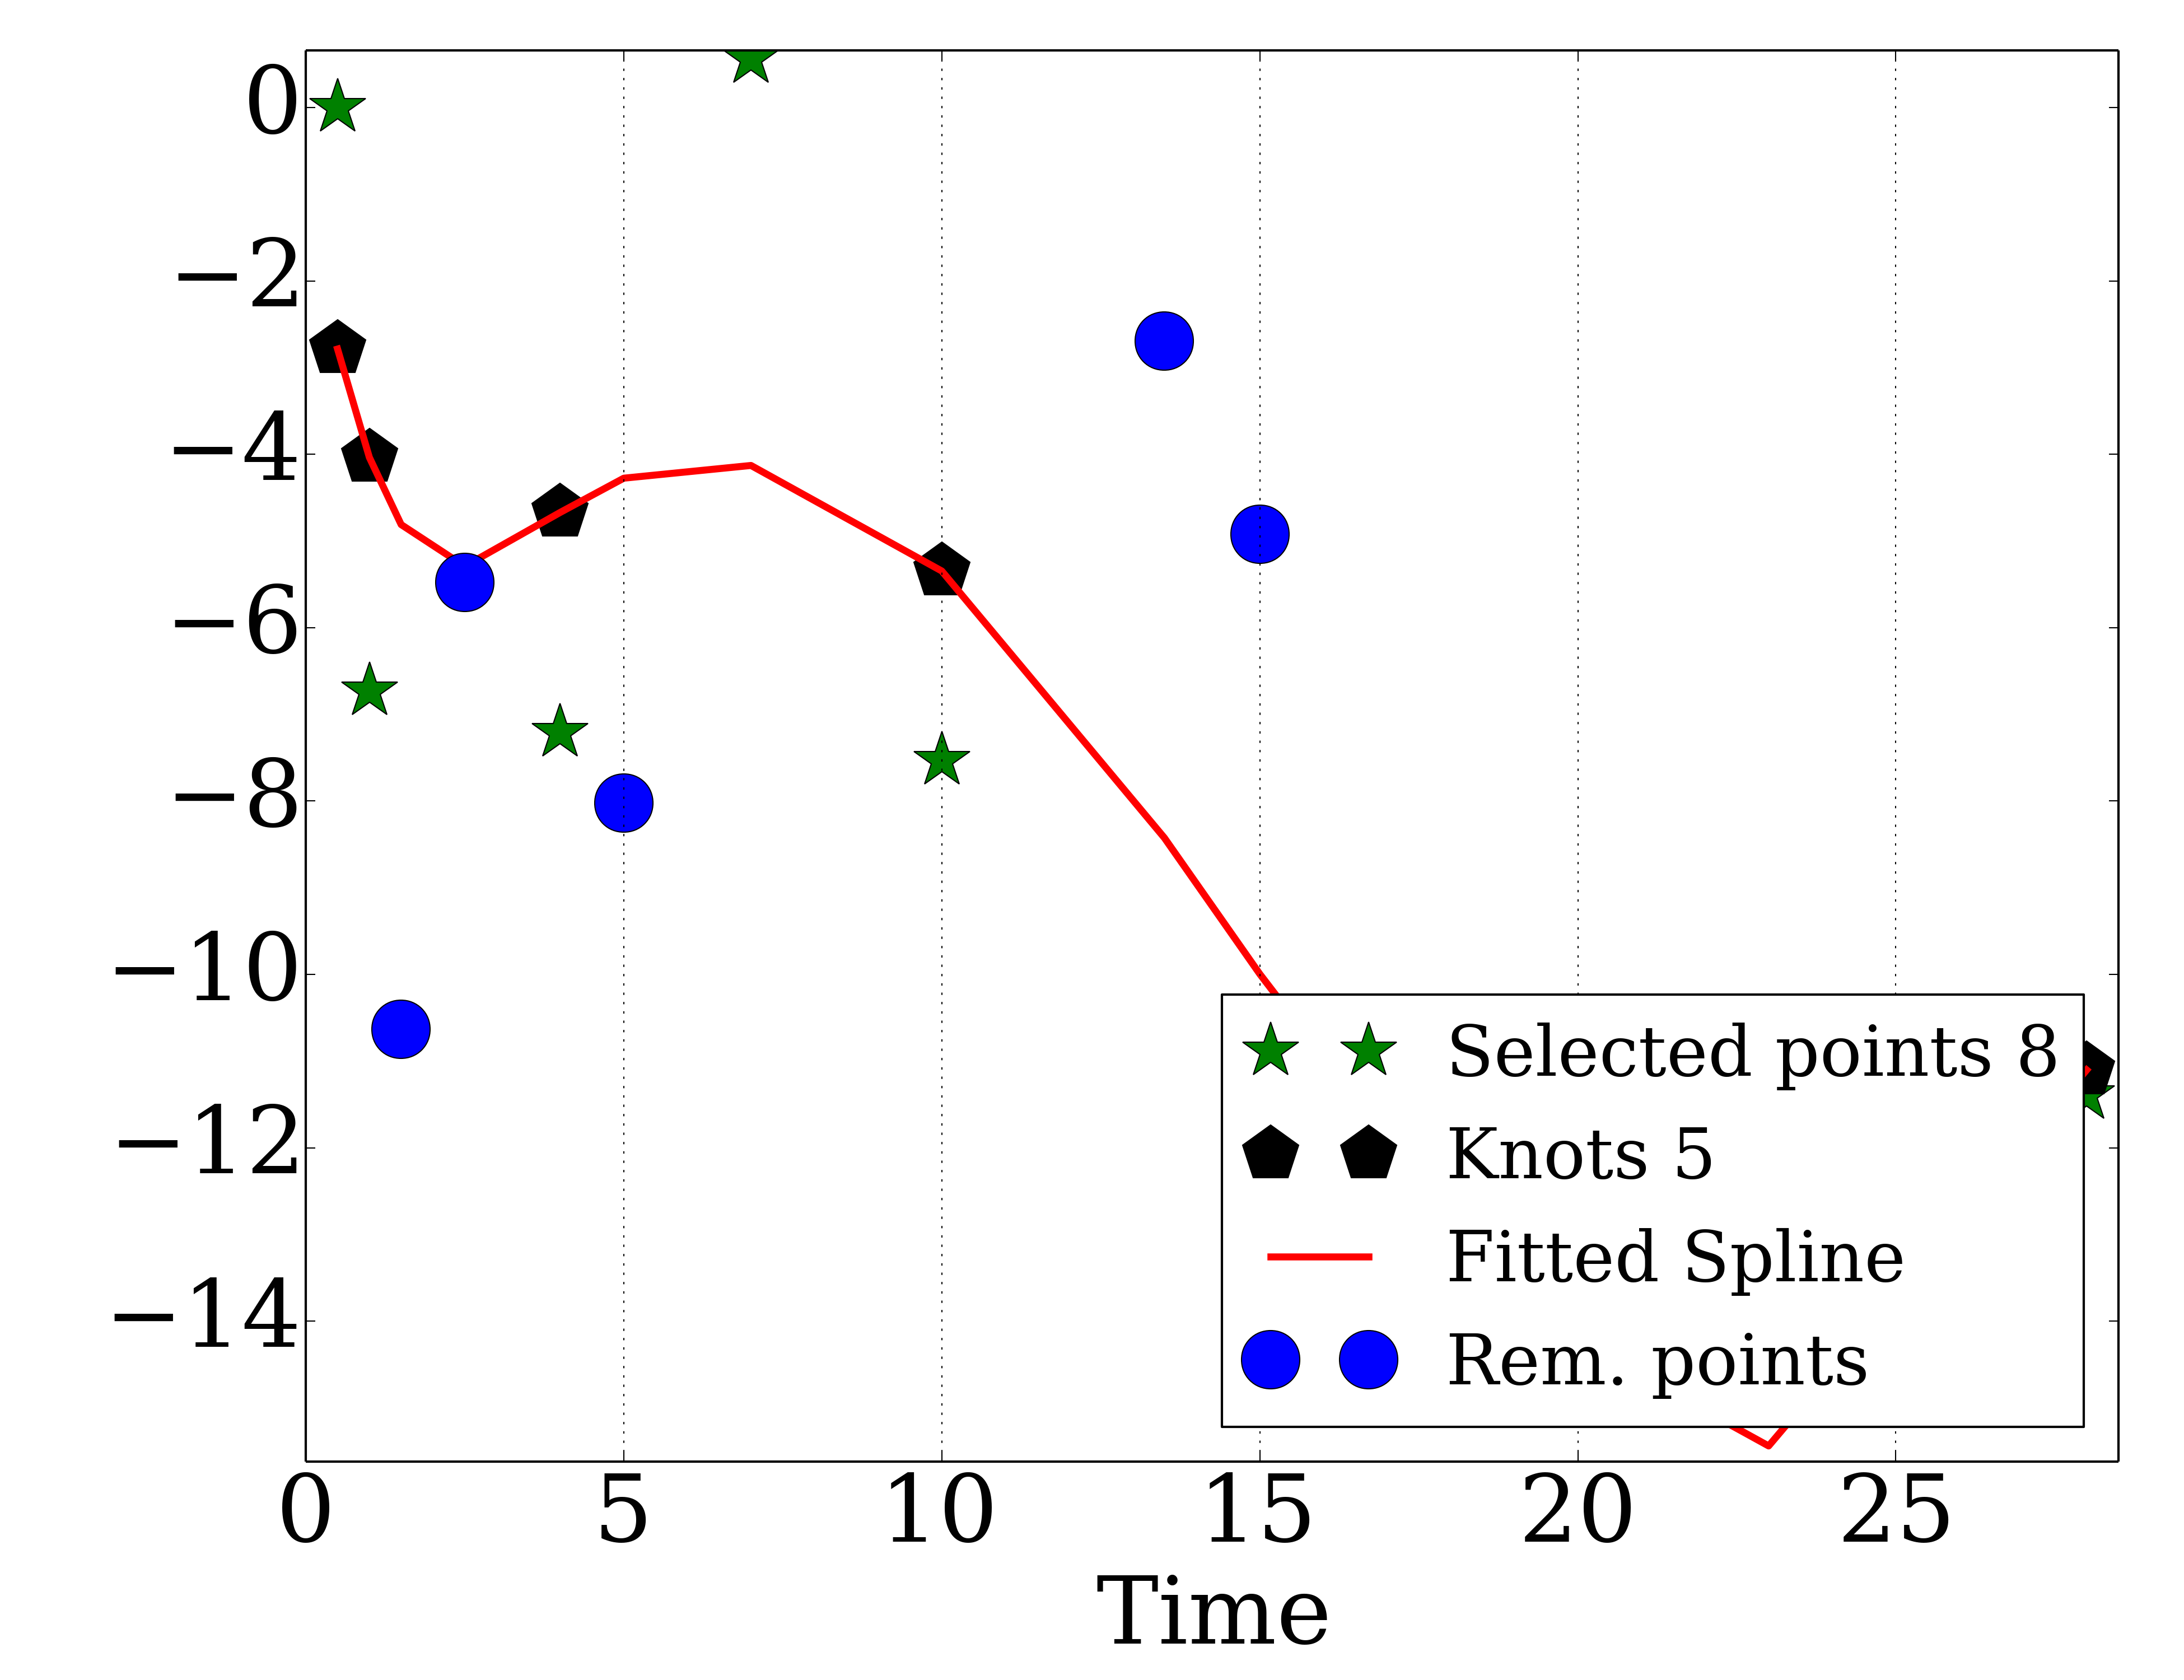 0
−2
−4
−6
−8
−10
−12
−14
Selected points 8
Knots 5
Fitted Spline
Rem. points
0 5 10 15 20 25
Time